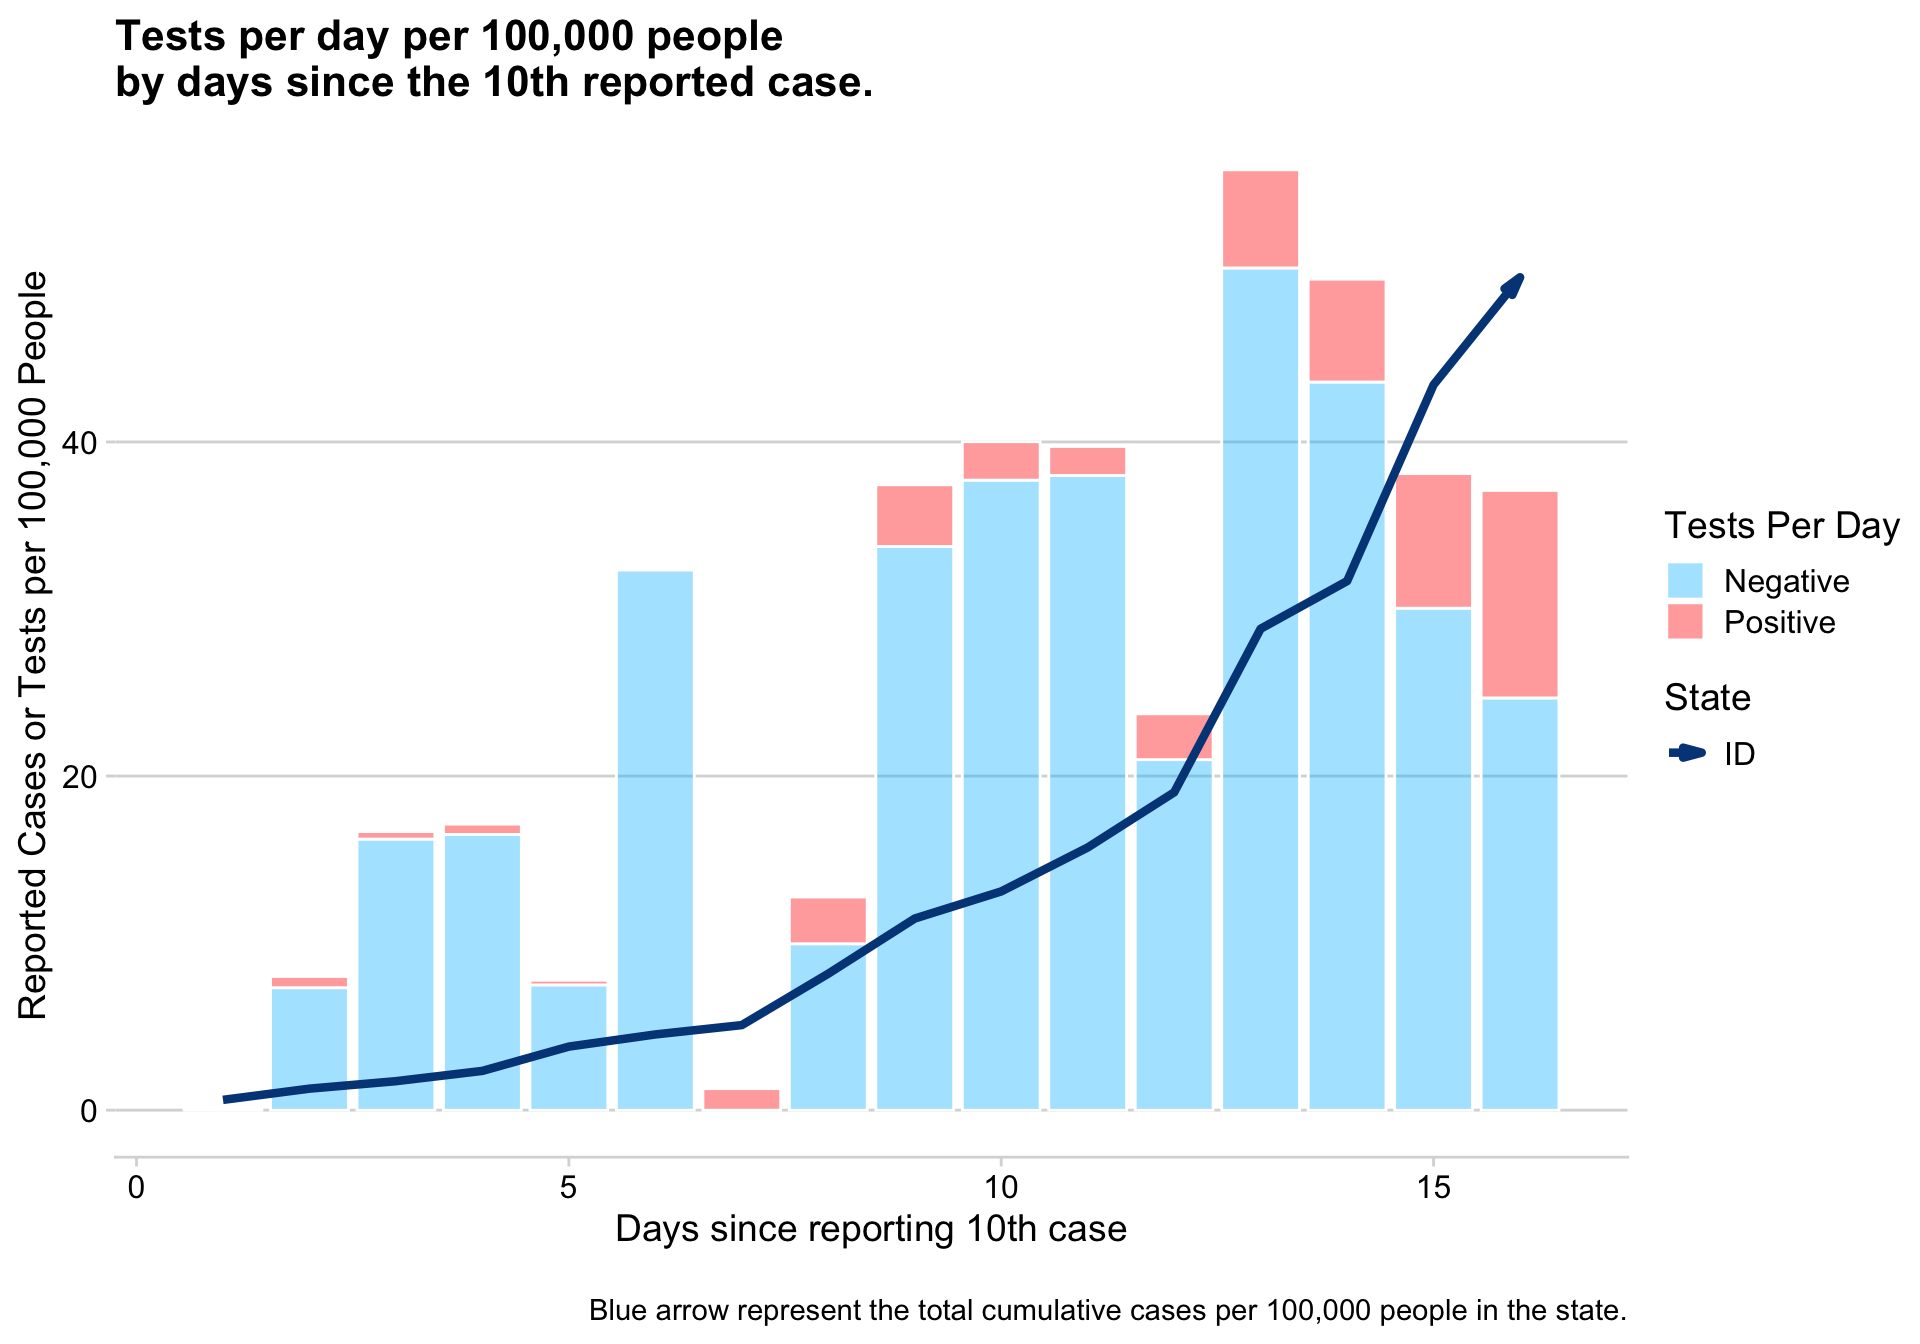 Tests per day per 100,000 people
by days since the 10th reported case.
Reported Cases or Tests per 100,000 People
40
20
0
0
5
10
15
Days since reporting 10th case
Tests Per Day
Negative
Positive
State
ID
Blue arrow represent the total cumulative cases per 100,000 people in the state.